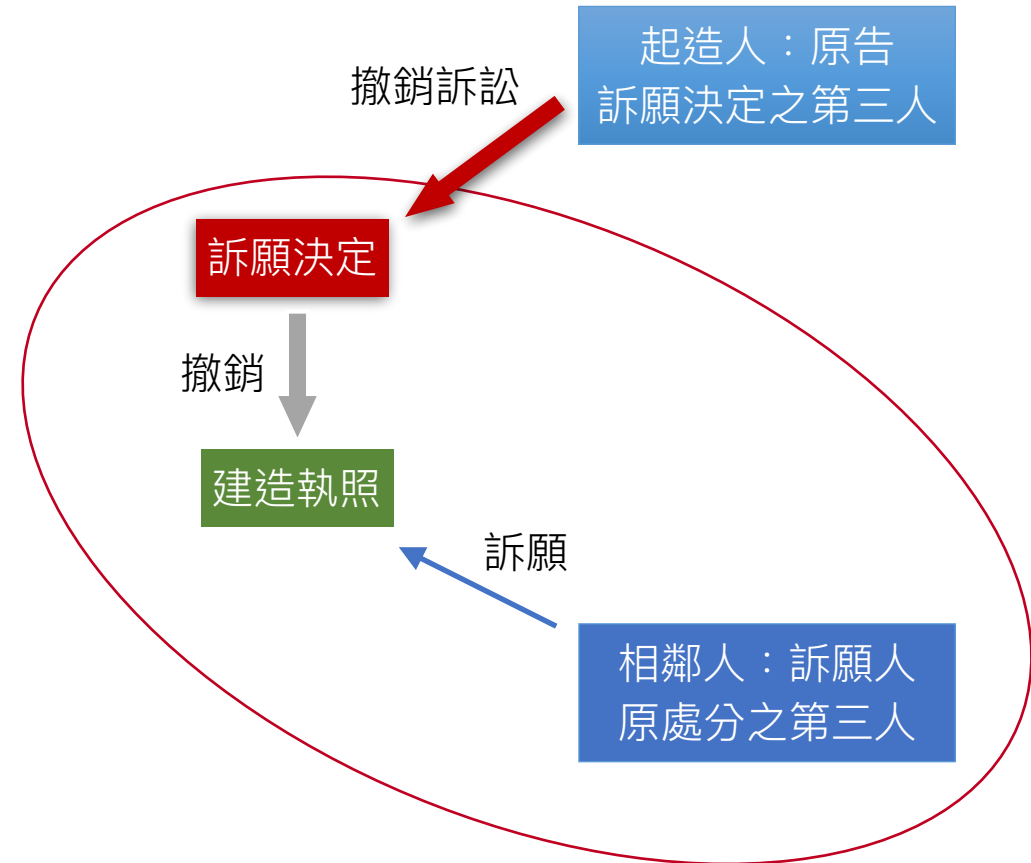 起造人：原告
訴願決定之第三人
撤銷訴訟
訴願決定
撤銷
建造執照
訴願
相鄰人：訴願人
原處分之第三人